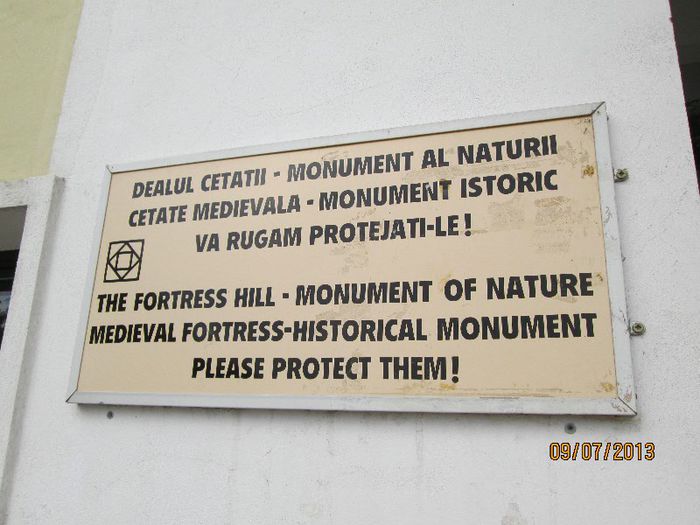 DEALUL CETATII - MONUMENT AL NATURII
CETATE MEDIEVALA - MONUMENT ISTORIC
VA RUGAM PROTEJATI-LE!
THE FORTRESS HILL - MONUMENT OF NATURE
MEDIEVAL FORTRESS-HISTORICAL MONUMENT
PLEASE PROTECT THEM!
09/07/2013